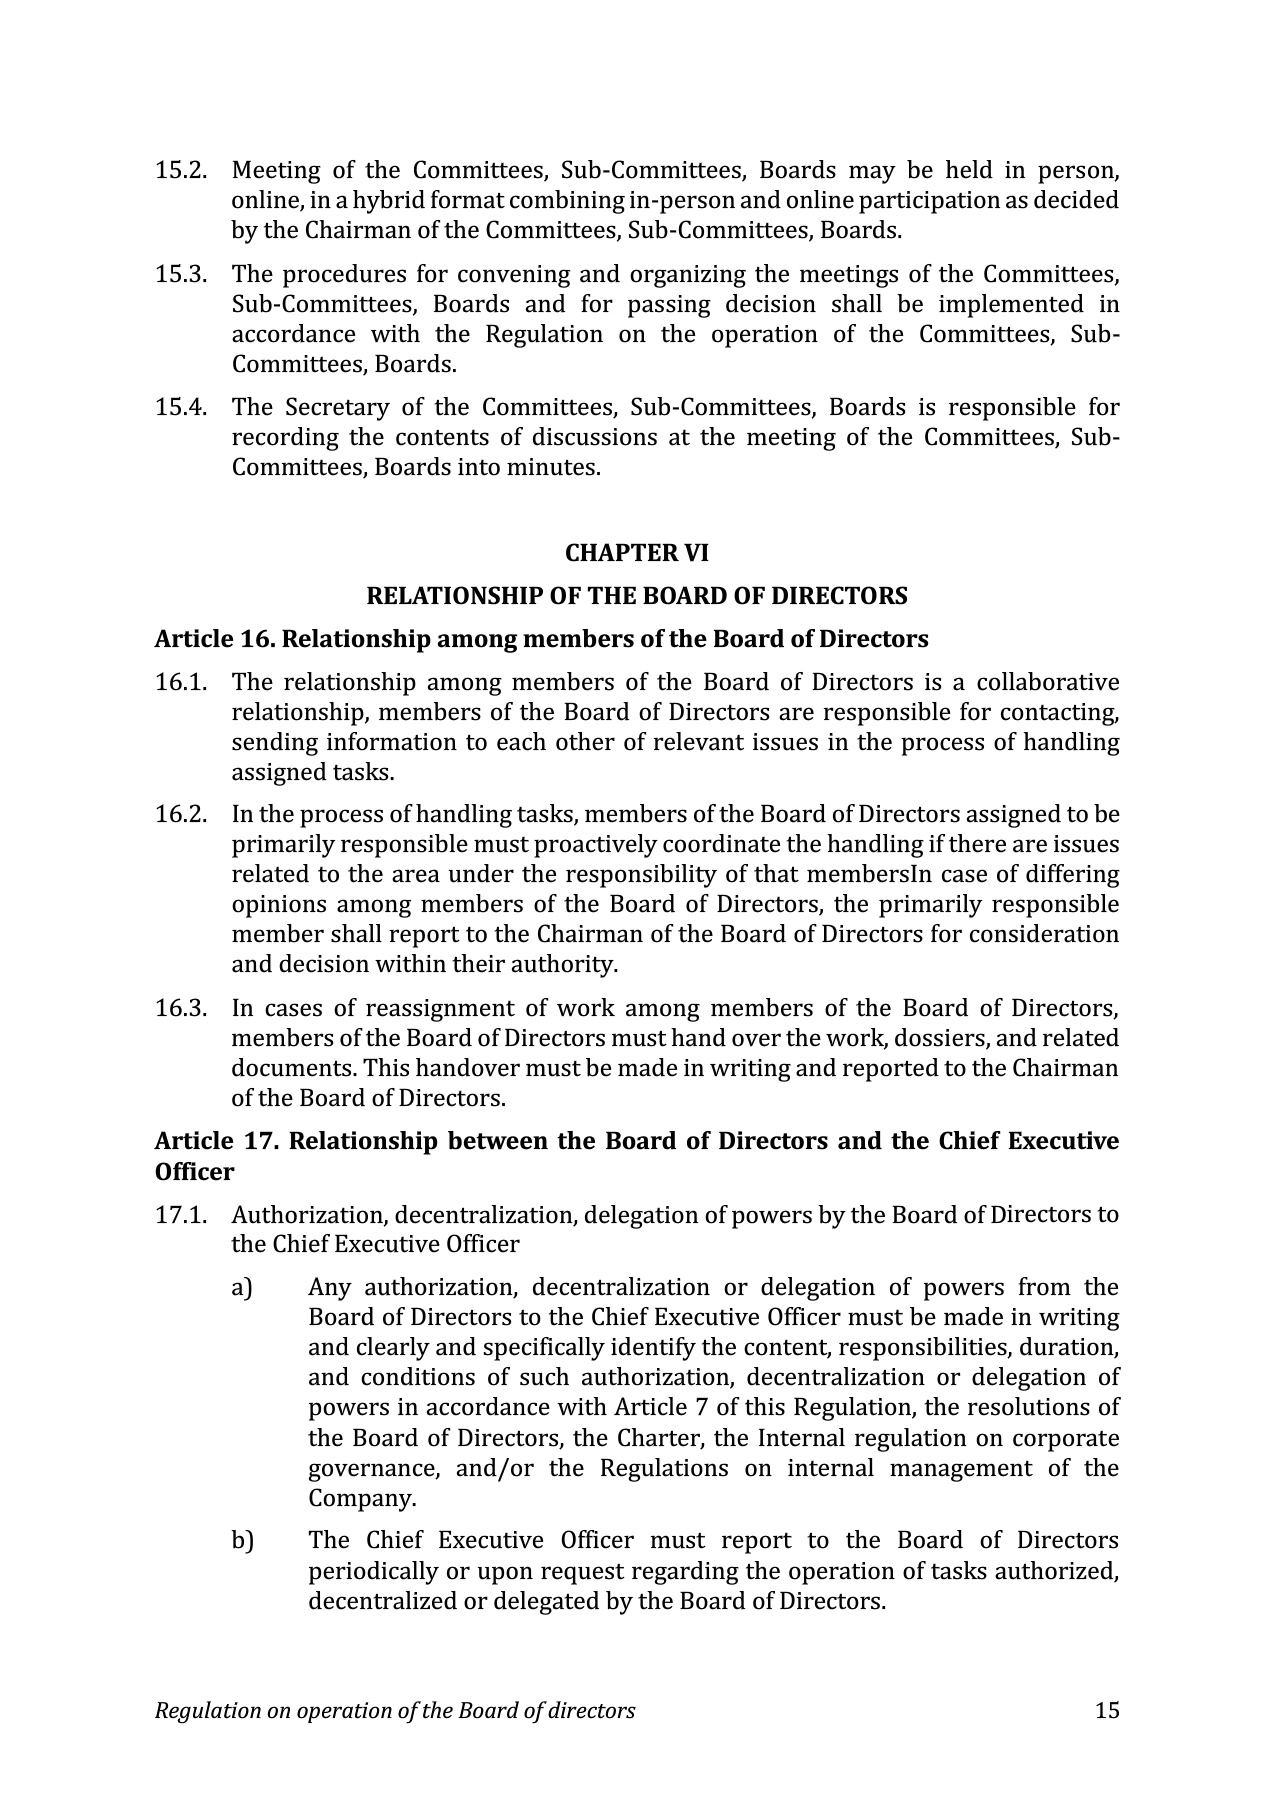 15.2. Meeting of the Committees, Sub-Committees, Boards may be held in person,
online, in a hybrid format combining in-person and online participation as decided
by the Chairman of the Committees, Sub-Committees, Boards.
15.3. The procedures for convening and organizing the meetings of the Committees,
Sub-Committees, Boards and for passing decision shall be implemented in
accordance with the Regulation on the operation of the Committees, Sub-
Committees, Boards.
15.4. The Secretary of the Committees, Sub-Committees, Boards is responsible for
recording the contents of discussions at the meeting of the Committees, Sub-
Committees, Boards into minutes.
CHAPTER VI
RELATIONSHIP OF THE BOARD OF DIRECTORS
Article 16. Relationship among members of the Board of Directors
16.1. The relationship among members of the Board of Directors is a collaborative
relationship, members of the Board of Directors are responsible for contacting,
sending information to each other of relevant issues in the process of handling
assigned tasks.
16.2. In the process of handling tasks, members of the Board of Directors assigned to be
primarily responsible must proactively coordinate the handling if there are issues
related to the area under the responsibility of that membersIn case of differing
opinions among members of the Board of Directors, the primarily responsible
member shall report to the Chairman of the Board of Directors for consideration
and decision within their authority.
16.3. In cases of reassignment of work among members of the Board of Directors,
members of the Board of Directors must hand over the work, dossiers, and related
documents. This handover must be made in writing and reported to the Chairman
of the Board of Directors.
Article 17. Relationship between the Board of Directors and the Chief Executive
Officer
17.1. Authorization, decentralization, delegation of powers by the Board of Directors to
the Chief Executive Officer
a) Any authorization, decentralization or delegation of powers from the
Board of Directors to the Chief Executive Officer must be made in writing
and clearly and specifically identify the content, responsibilities, duration,
and conditions of such authorization, decentralization or delegation of
powers in accordance with Article 7 of this Regulation, the resolutions of
the Board of Directors, the Charter, the Internal regulation on corporate
governance, and/or the Regulations on internal management of the
Company.
b) The Chief Executive Officer must report to the Board of Directors
periodically or upon request regarding the operation of tasks authorized,
decentralized or delegated by the Board of Directors.
Regulation on operation of the Board of directors 15